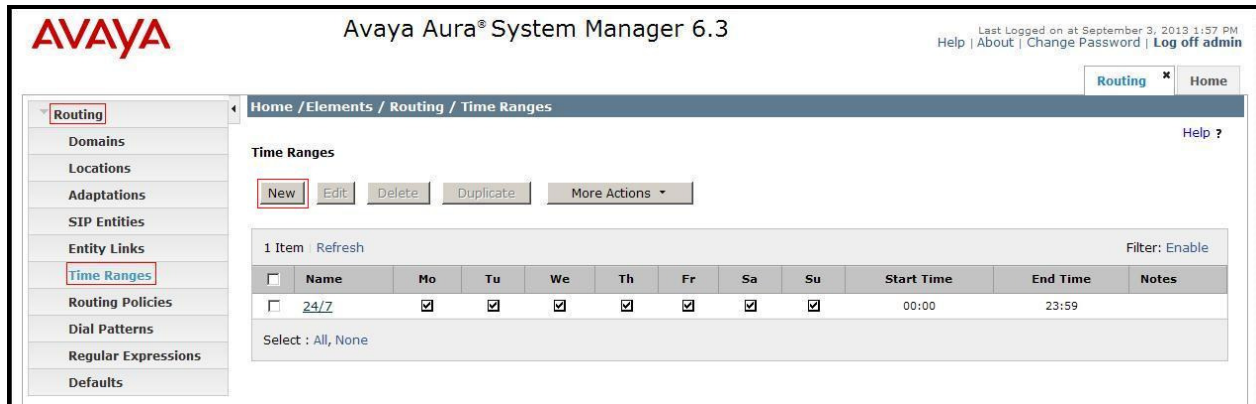 AVAYA
Avaya Aura® System Manager 6.3
Last Logged on at September 3, 2013 1:57 PM
Help | About | Change Password | Log off admin
Routing × Home
Routing
Domains
Locations
Adaptations
SIP Entities
Entity Links
Time Ranges
Routing Policies
Dial Patterns
Regular Expressions
Defaults
Home /Elements / Routing / Time Ranges
Help ?
Time Ranges
New Edit Delete Duplicate More Actions
1 Item Refresh Filter: Enable
Name Mo Tu We Th Fr Sa Su Start Time End Time Notes
24/7 00:00 23:59
Select : All, None